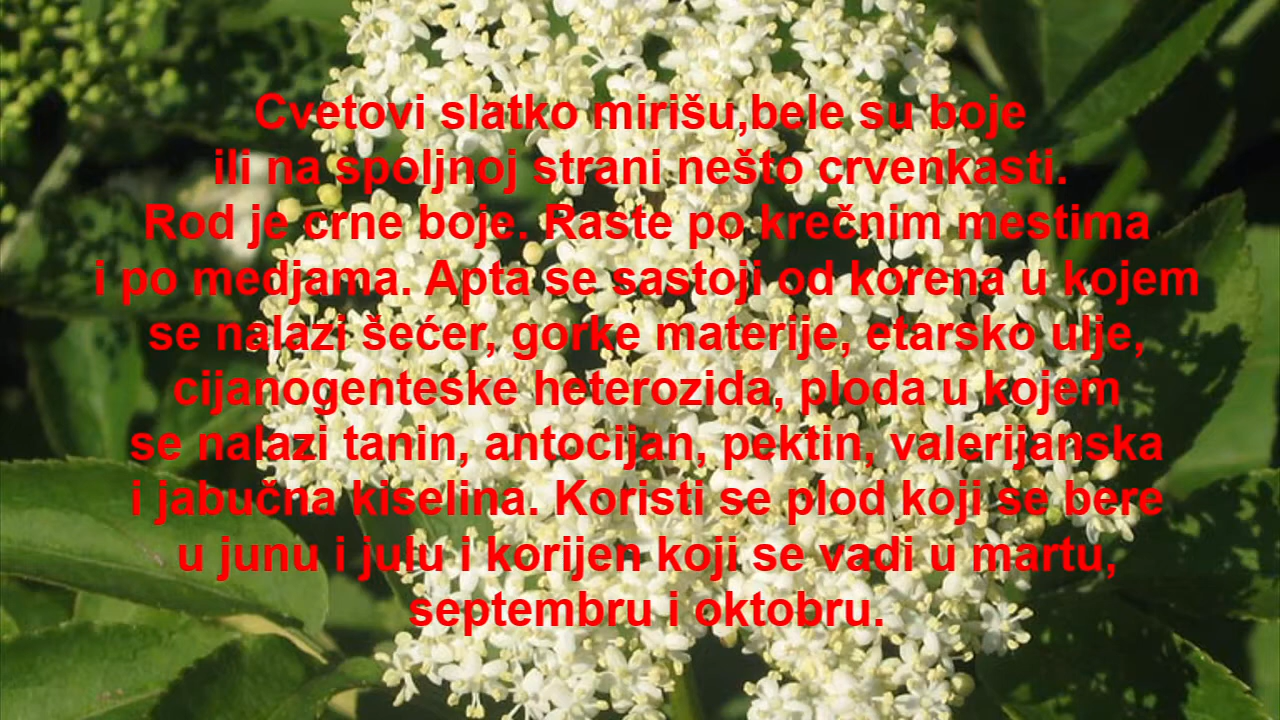 Cvetovi slatko mirišu,bele su boje
ili na spoljnoj strani nešto crvenkasti.
Rod je crne boje. Raste po krečnim mestima
i po medjama. Apta se sastoji od korena u kojem
se nalazi šećer, gorke materije, etarsko ulje,
cijanogenteske heterozida, ploda u kojem
se nalazi tanin, antocijan, pektin, valerijanska
i jabučna kiselina. Koristi se plod koji se bere
u junu i julu i korijen koji se vadi u martu,
septembru i oktobru.